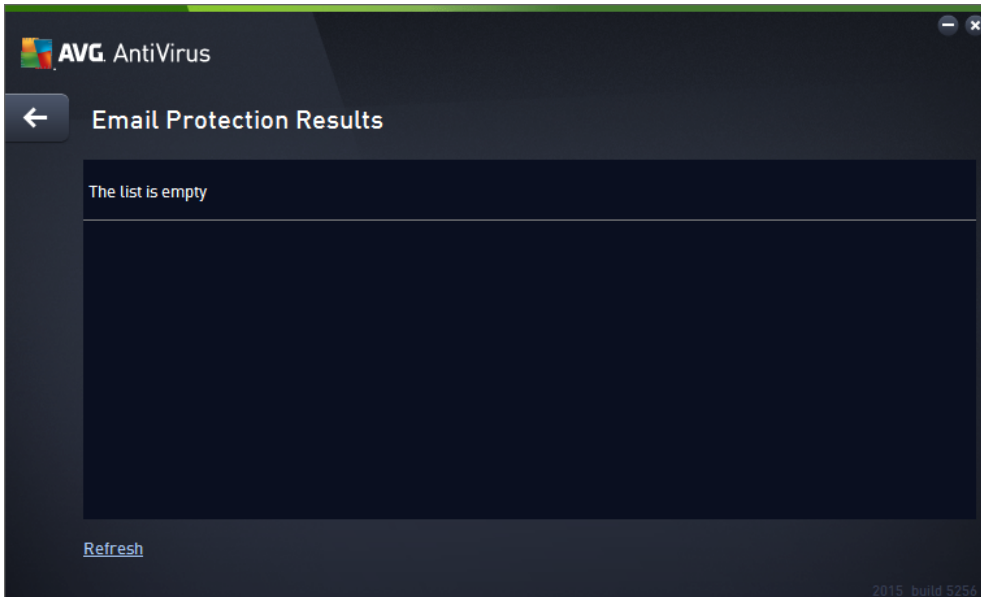 AVG. AntiVirus
Email Protection Results
The list is empty
Refresh
2015 build 5256